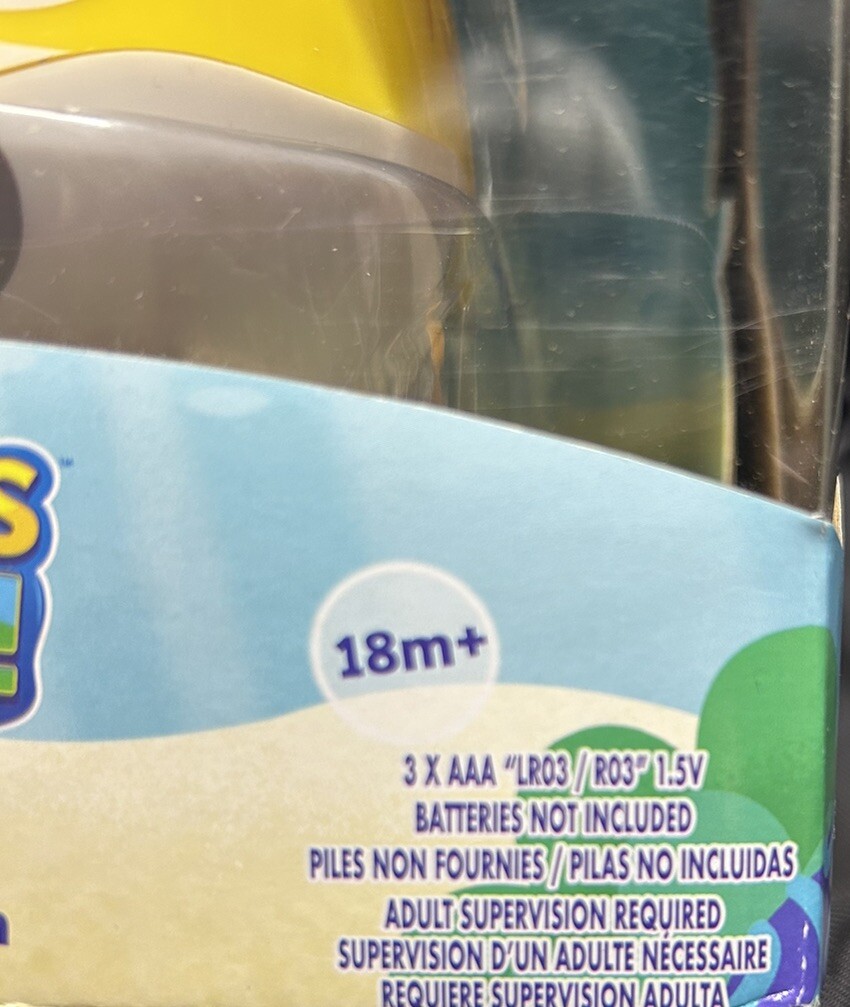 S™
18m+
3 X AAA "LR03 / R03" 1.5V
BATTERIES NOT INCLUDED
PILES NON FOURNIES / PILAS NO INCLUIDAS
ADULT SUPERVISION REQUIRED
SUPERVISION D'UN ADULTE NÉCESSAIRE
REQUIERE SUPERVISIÓN ADULTA